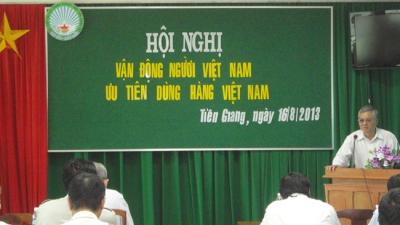 HỘI NGHỊ
VẬN ĐỘNG NGƯỜI VIỆT NAM
ƯU TIÊN DÙNG HÀNG VIỆT NAM
Tiền Giang, ngày 16/8/2013